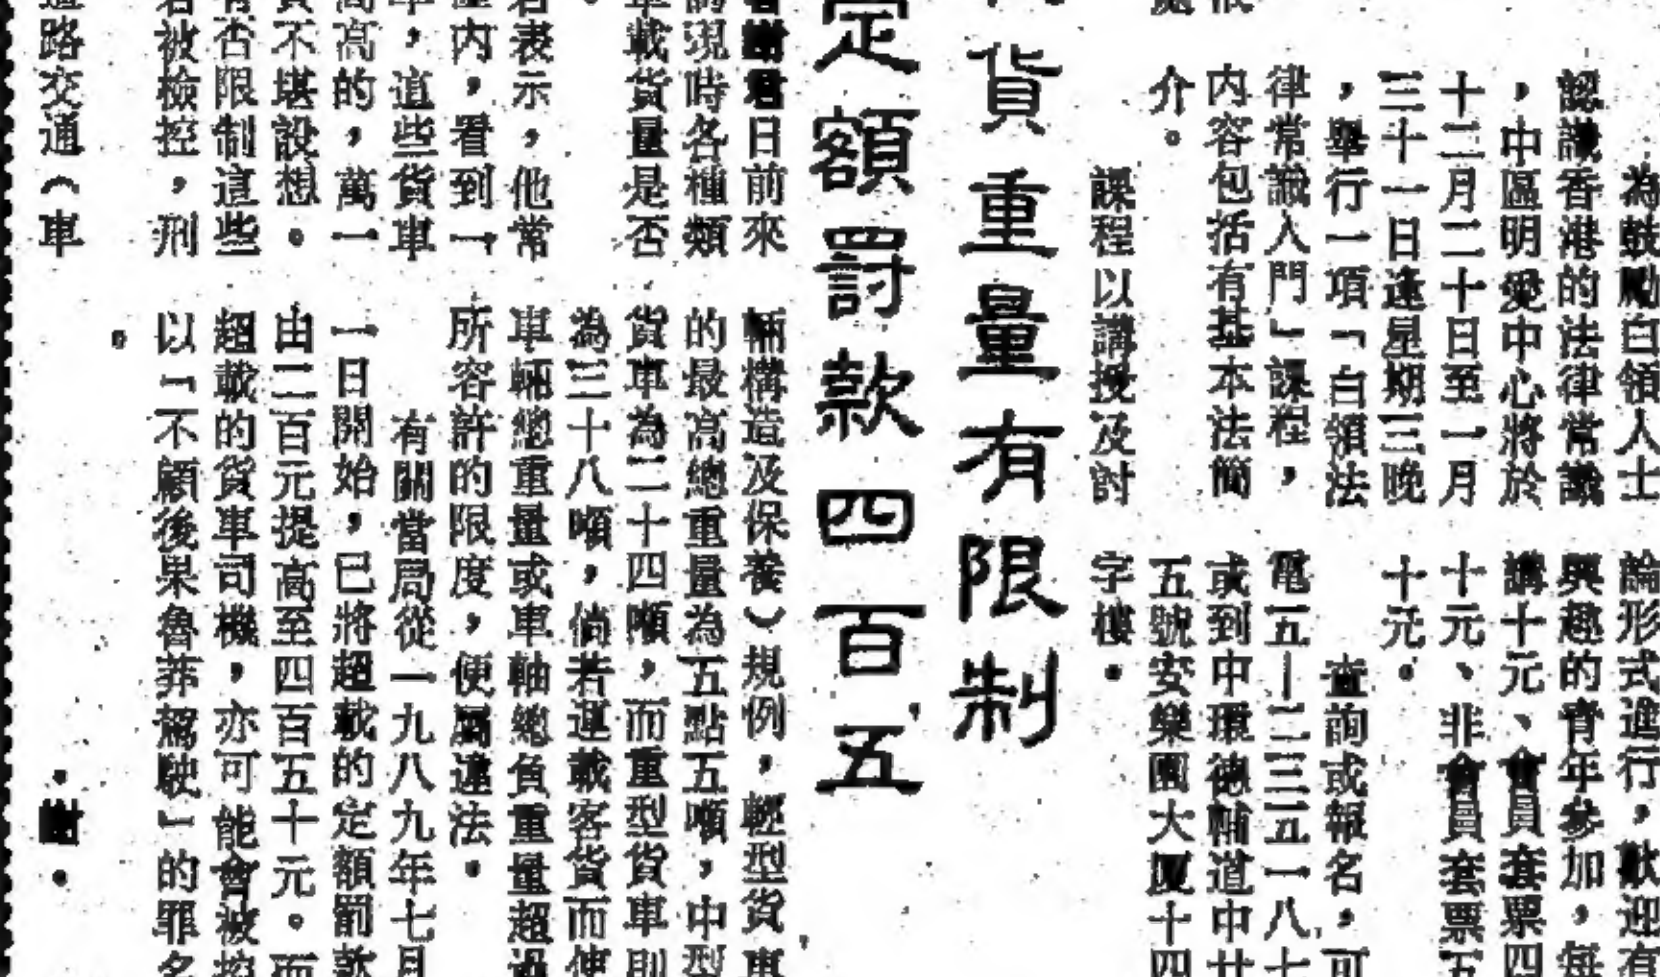 為鼓勵白領人士
認識香港的法律常識
，中區明愛中心將於
十二月二十日至一月
三十一日逢星期三晚
，舉行一項「白領法
律常識入門」課程，
內容包括有基本法簡
介。
課程以講授及討
論形式進行，歡迎有
興趣的青年參加，每
講十元、會員套票四
十元、非會員套票五
十元。
查詢或報名，可
電五—二三五一八七
或到中環德輔道中廿
五號安樂園大厦十四
字樓。
貨重量有限制
定額罰款四百五
謝君日前來
現時各種類
車載貨量是否
表示，他常
內，看到一
車，這些貨車
高高的，萬一
不堪設想。
有否限制這些
若被檢控，刑
道路交通（車
輛構造及保養）規例，輕型貨車
的最高總重量為五點五噸，中型
貨車為二十四噸，而重型貨車則
為三十八噸，倘若運載客貨而使
車輛總重量或車軸總負重量超過
所容許的限度，便屬違法。
有關當局從一九八九年七月
一日開始，已將超載的定額罰款
由二百元提高至四百五十元。而
超載的貨車司機，亦可能會被控
以「不顧後果魯莽駕駛」的罪名
。
·謝·